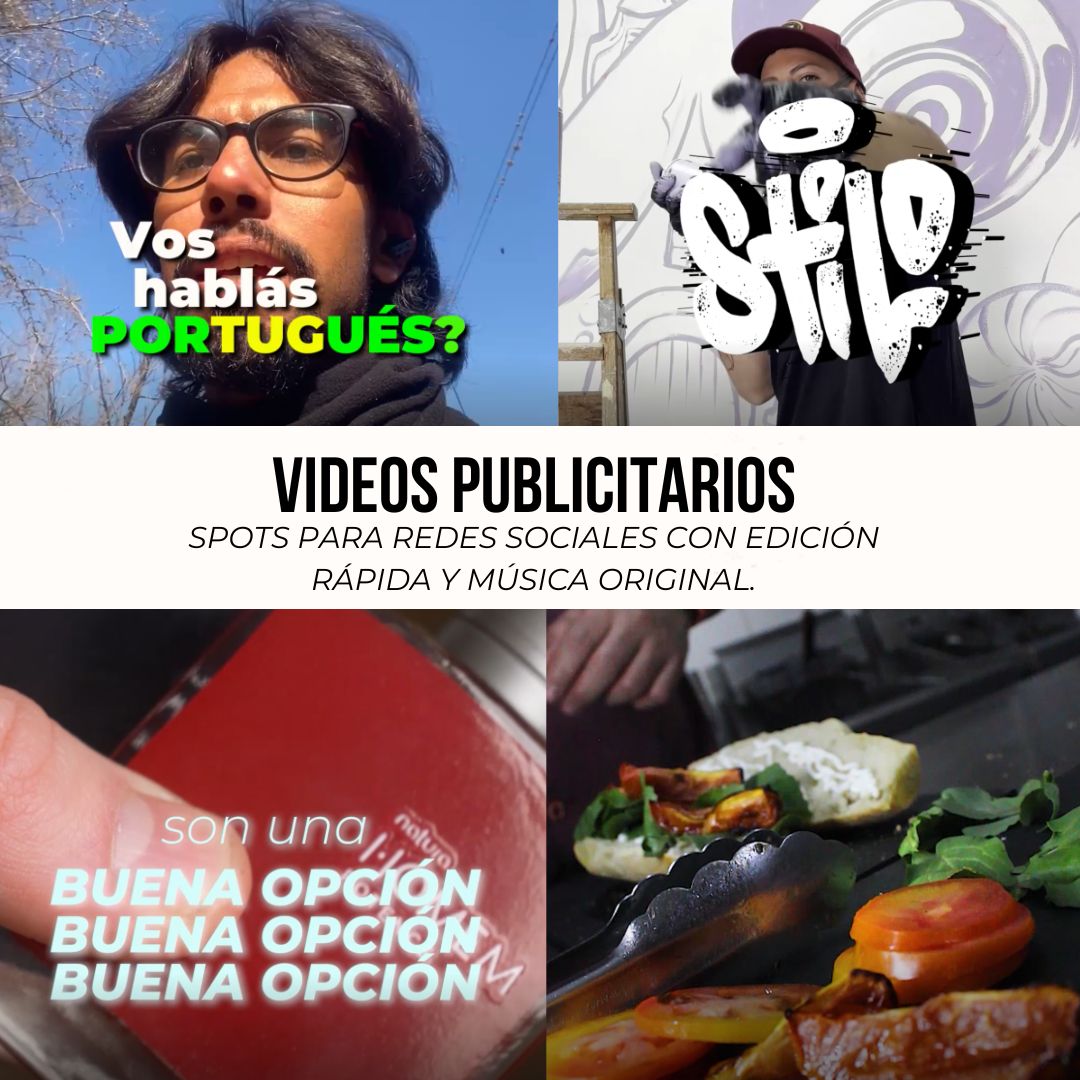 Vos
hablás
PORTUGUÉS?
STILO
VIDEOS PUBLICITARIOS
SPOTS PARA REDES SOCIALES CON EDICIÓN
RÁPIDA Y MÚSICA ORIGINAL.
son una
BUENA OPCIÓN
BUENA OPCIÓN
BUENA OPCIÓN
natura